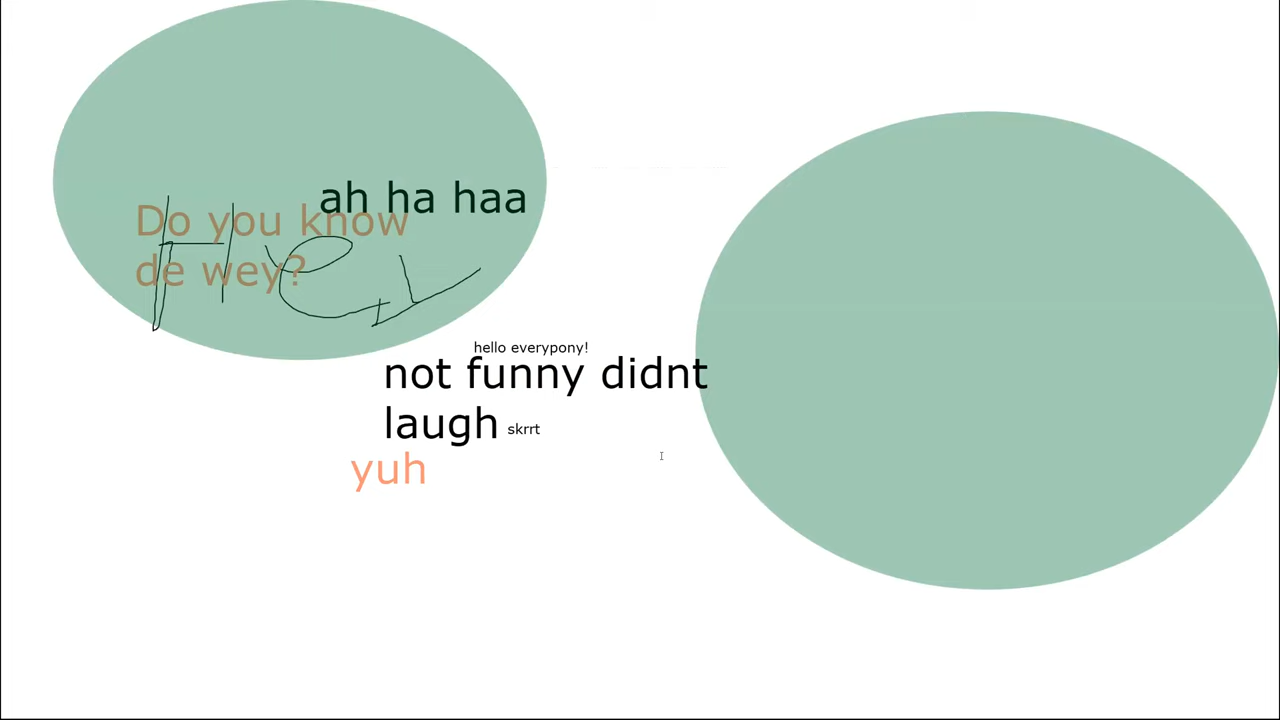 ah ha haa
Do you know
de wey?
Hey
hello everypony!
not funny didnt
laugh
skrrt
yuh